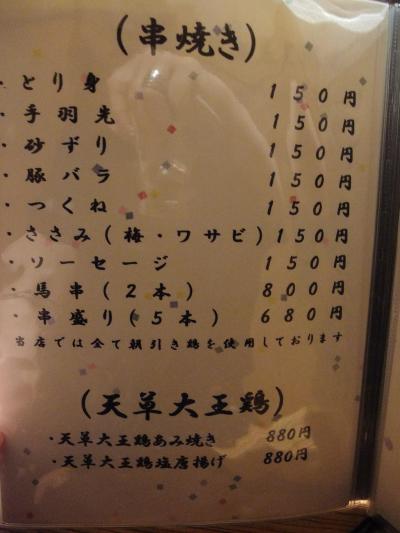 (串焼き)
・とり身 150円
・手羽先 150円
・砂ずり 150円
・豚バラ 150円
・つくね 150円
・ささみ(梅・ワサビ)150円
・ソーセージ 150円
・馬串(2本) 800円
・串盛り(5本) 680円
当店では全て朝引き鶏を使用しております
(天草大王鶏)
・天草大王鶏あみ焼き 880円
・天草大王鶏塩唐揚げ 880円